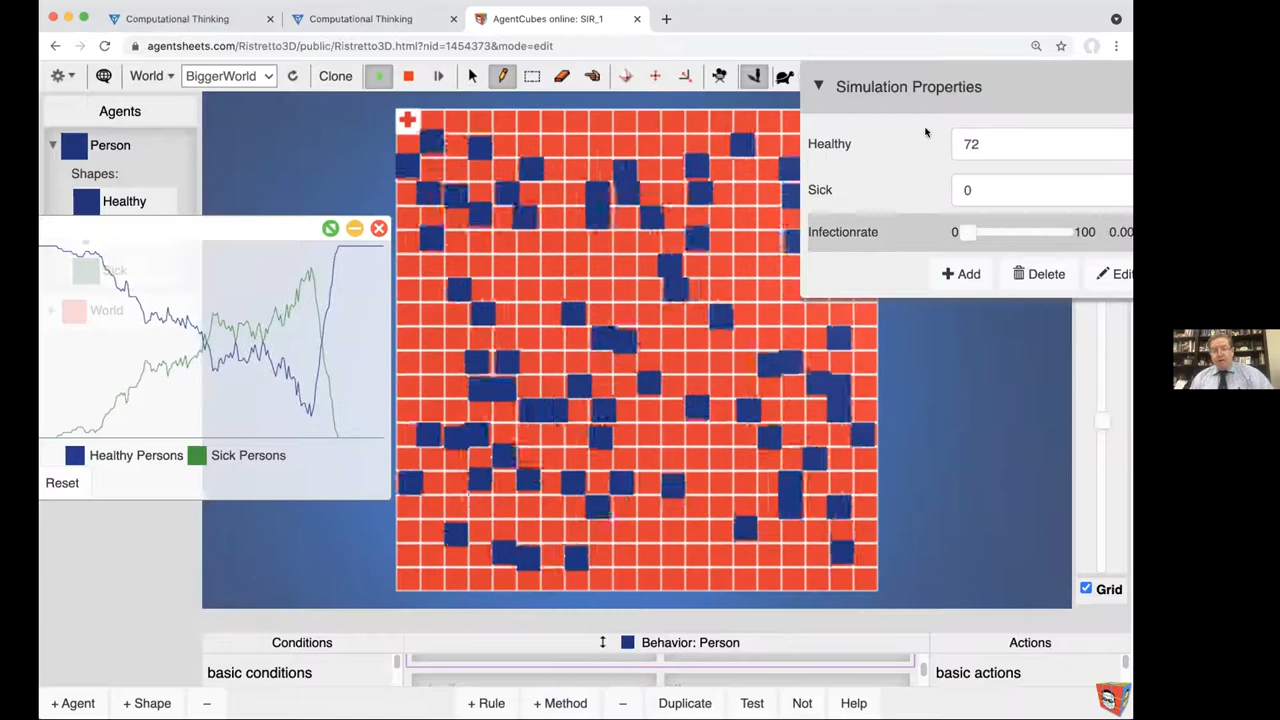 Computational Thinking
Computational Thinking
AgentCubes online: SIR_1
agentsheets.com/Ristretto3D/public/Ristretto3D.html?nid=1454373&mode=edit
World
BiggerWorld
Clone
Agents
Person
Shapes:
Healthy
Sick
World
Healthy Persons
Sick Persons
Reset
Simulation Properties
Healthy
72
Sick
0
Infectionrate
0
100
0.00
+ Add
Delete
Edit
Grid
Conditions
Behavior: Person
Actions
basic conditions
basic actions
+ Agent
+ Shape
−
+ Rule
+ Method
−
Duplicate
Test
Not
Help